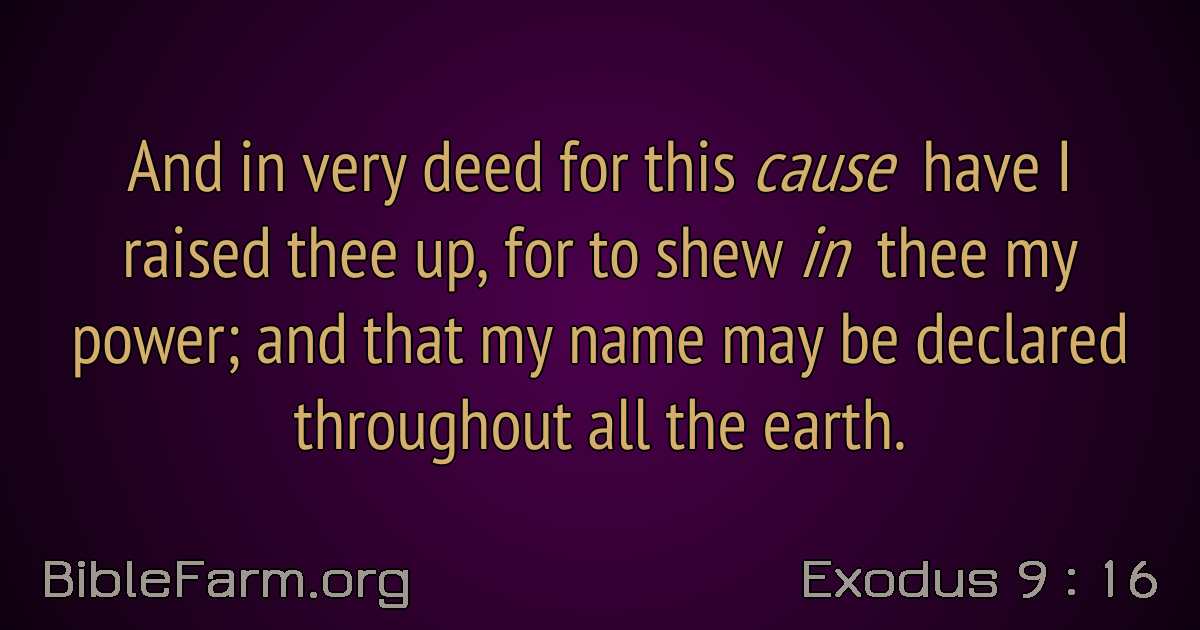 And in very deed for this cause have I
raised thee up, for to shew in thee my
power; and that my name may be declared
throughout all the earth.
BibleFarm.org
Exodus 9 : 16